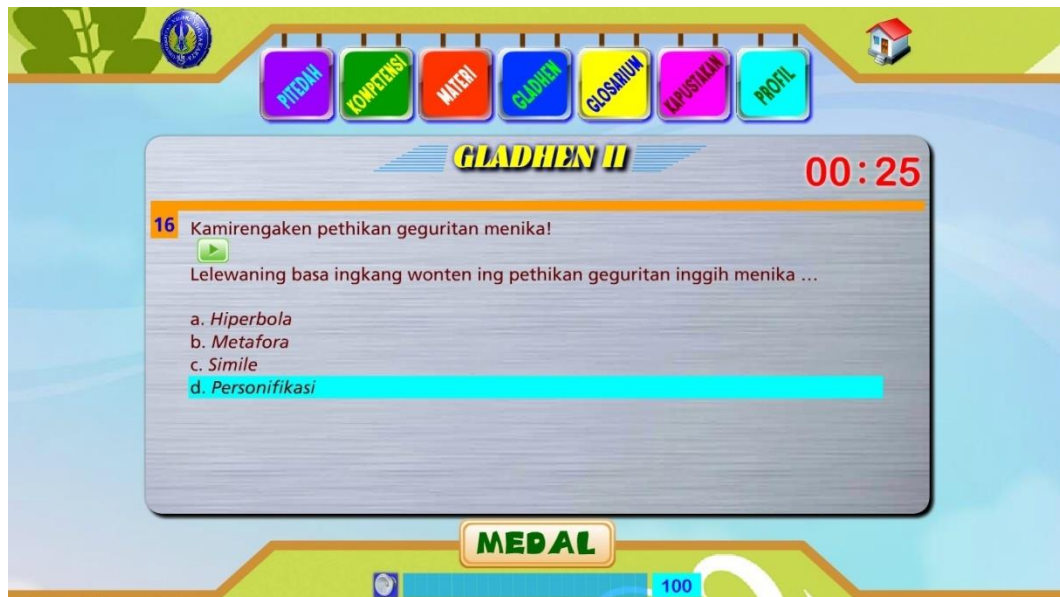 PITEDAH
KOMPETENSI
MATERI
GLADHEN
GLOSARIUM
KAPUSTAKAN
PROFIL
GLADHEN II
00:25
16 Kamirengaken pethikan geguritan menika!
Lelewaning basa ingkang wonten ing pethikan geguritan inggih menika ...
a. Hiperbola
b. Metafora
c. Simile
d. Personifikasi
MEDAL
100